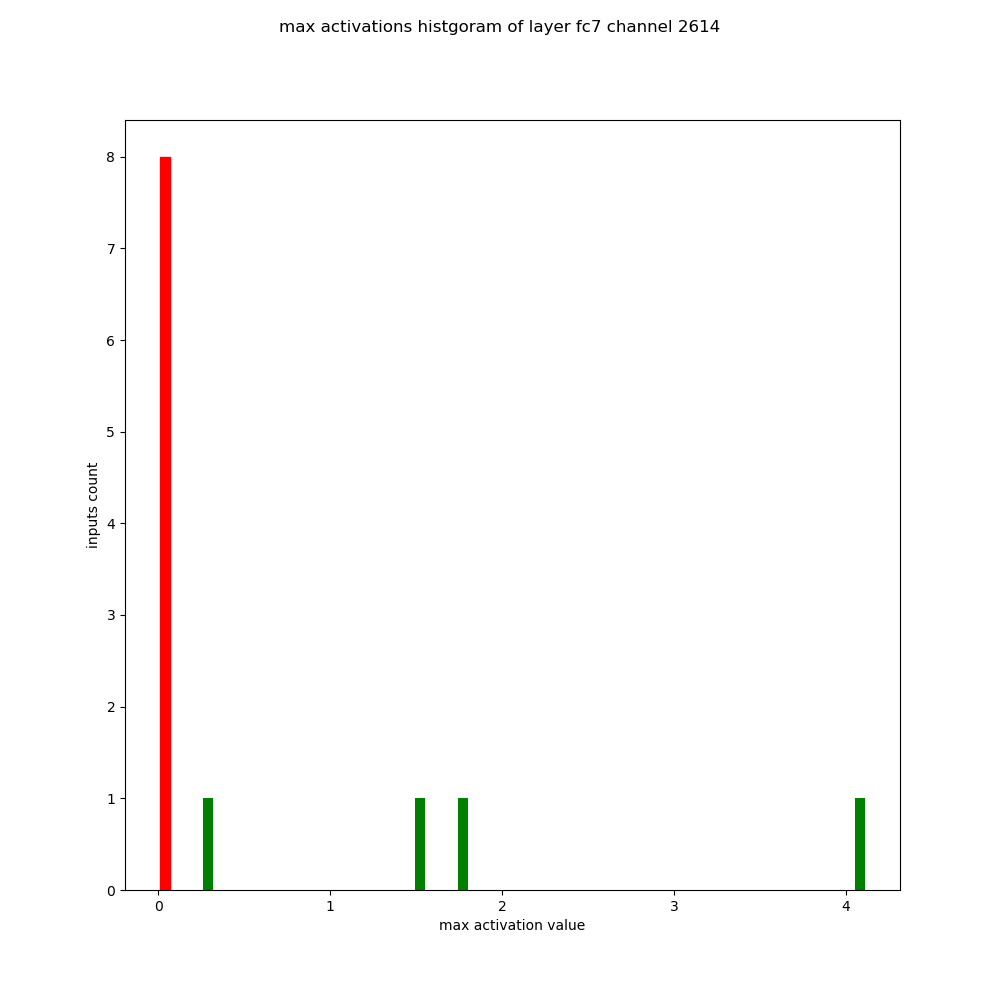 max activations histgoram of layer fc7 channel 2614
8
7
6
5
4
3
2
1
0
inputs count
0 1 2 3 4
max activation value